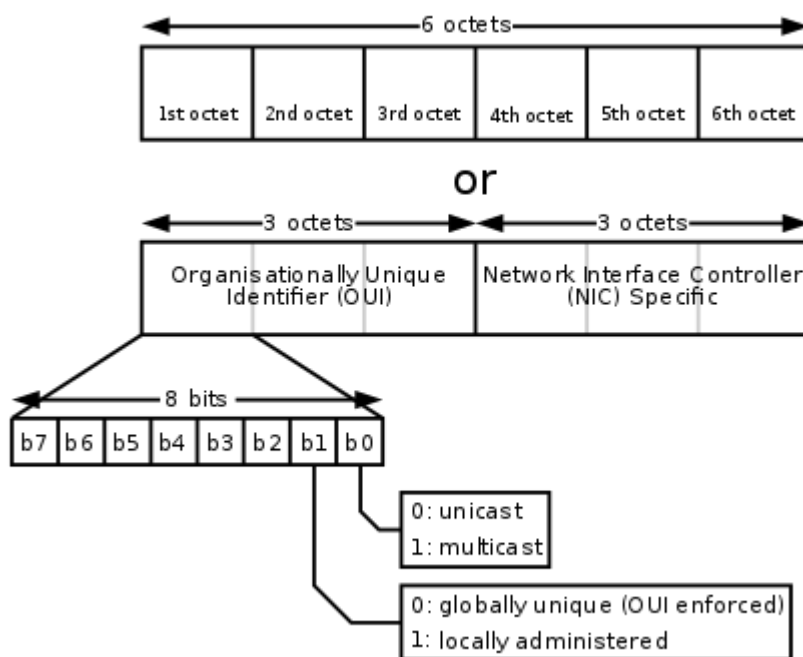 6 octets
1st octet 2nd octet 3rd octet 4th octet 5th octet 6th octet
or
3 octets 3 octets
Organisationally Unique
Identifier (OUI)
Network Interface Controller
(NIC) Specific
8 bits
b7 b6 b5 b4 b3 b2 b1 b0
0: unicast
1: multicast
0: globally unique (OUI enforced)
1: locally administered